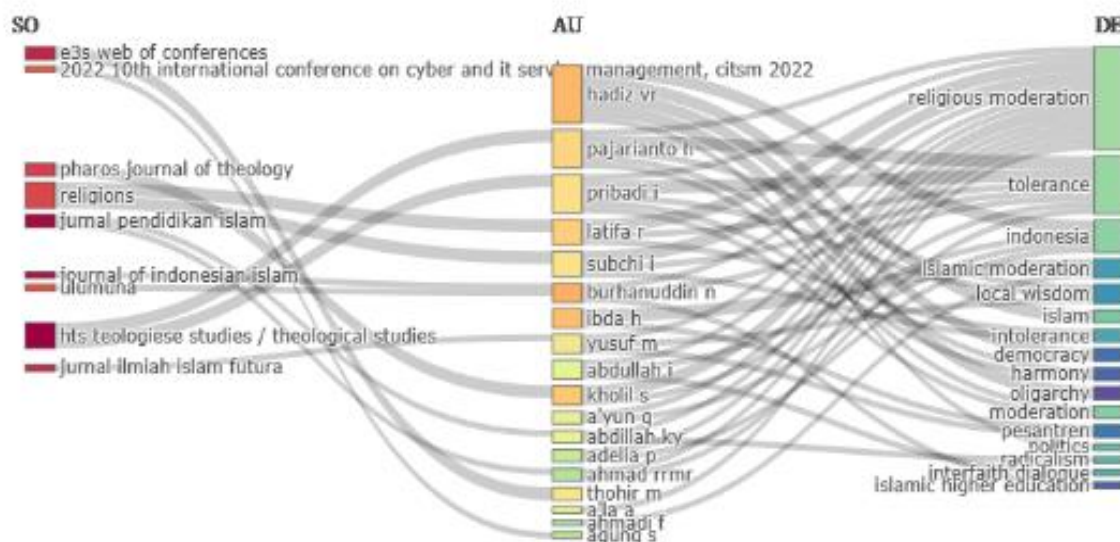 SO
AU
DE
e3s web of conferences
2022 10th international conference on cyber and it service management, citsm 2022
pharos journal of theology
religions
jurnal pendidikan islam
journal of indonesian islam
ulumuna
hts teologiese studies / theological studies
jurnal ilmiah islam futura
hadiz vr
pajarianto h
pribadi i
latifa r
subchi i
burhanuddin n
ibda h
yusuf m
abdullah i
kholil s
a'yun q
abdillah ky
adelia p
ahmad rrmr
thohir m
ahmadi f
agung s
religious moderation
tolerance
indonesia
islamic moderation
local wisdom
islam
intolerance
democracy
harmony
oligarchy
moderation
pesantren
politics
radicalism
interfaith dialogue
islamic higher education